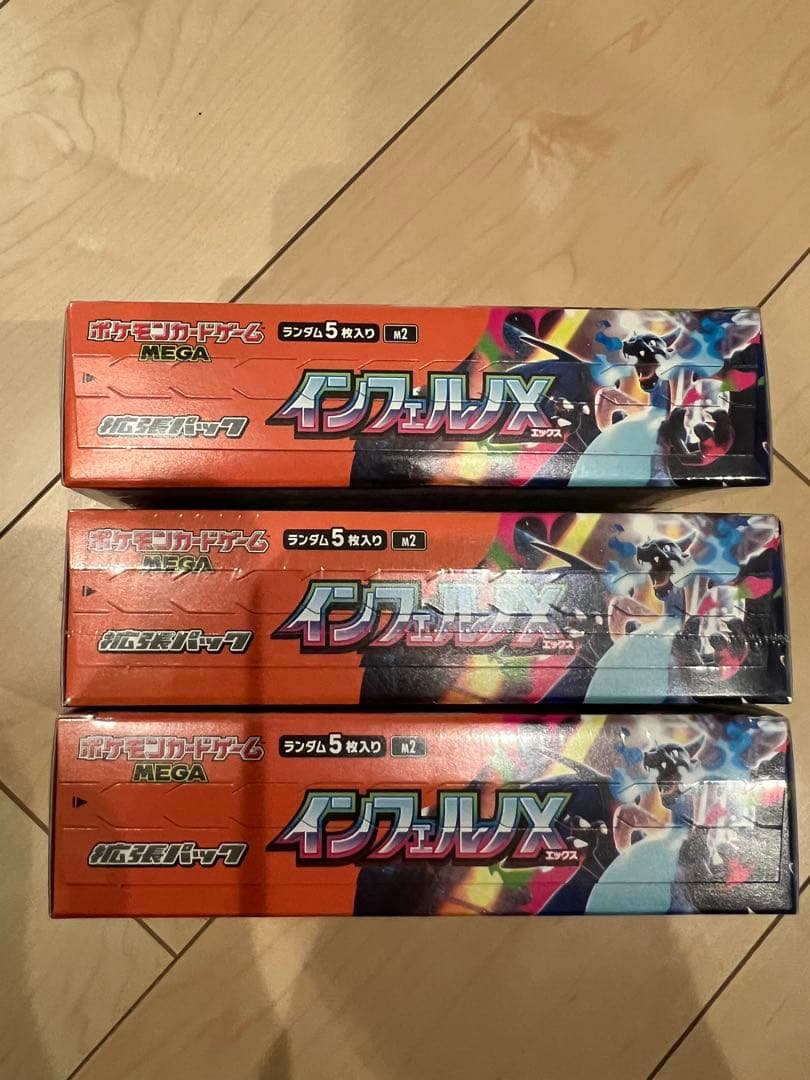 ポケモンカードゲーム
MEGA
ランダム5枚入り M2
拡張パック
インフェルノX
エックス
ポケモンカードゲーム
MEGA
ランダム5枚入り M2
拡張パック
インフェルノX
エックス
ポケモンカードゲーム
MEGA
ランダム5枚入り M2
拡張パック
インフェルノX
エックス